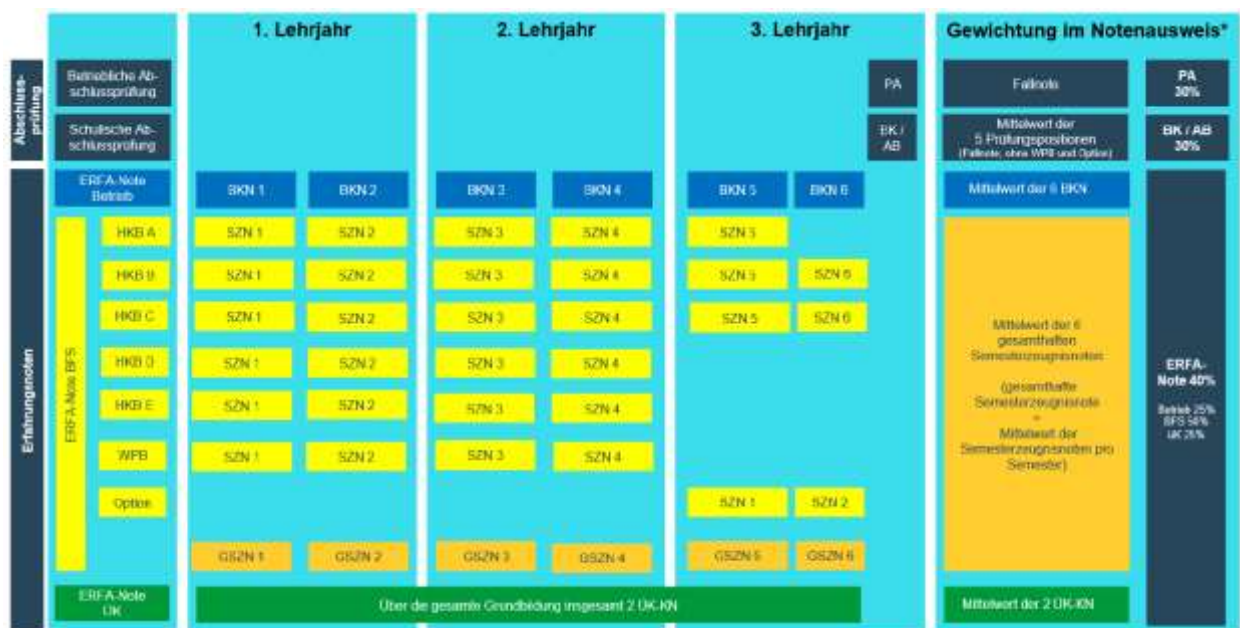 1. Lehrjahr
2. Lehrjahr
3. Lehrjahr
Gewichtung im Notenausweis*
Abschluss-
prüfung
Betriebliche Ab-
schlussprüfung
PA
Fallnote
PA
30%
Schulische Ab-
schlussprüfung
BK /
AB
Mittelwert der
5 Prüfungspositionen
(Fallnote, ohne WPB und Option)
BK / AB
30%
Erfahrungsnoten
ERFA-Note
Betrieb
BKN 1
BKN 2
BKN 3
BKN 4
BKN 5
BKN 6
Mittelwert der 6 BKN
ERFA-Note BFS
HKB A
SZN 1
SZN 2
SZN 3
SZN 4
SZN 5
HKB B
SZN 1
SZN 2
SZN 3
SZN 4
SZN 5
SZN 6
HKB C
SZN 1
SZN 2
SZN 3
SZN 4
SZN 5
SZN 6
HKB D
SZN 1
SZN 2
SZN 3
SZN 4
HKB E
SZN 1
SZN 2
SZN 3
SZN 4
WPB
SZN 1
SZN 2
SZN 3
SZN 4
Option
SZN 1
SZN 2
GSZN 1
GSZN 2
GSZN 3
GSZN 4
GSZN 5
GSZN 6
Mittelwert der 6
gesamthaften
Semesterzeugnisnoten
(gesamthafte
Semesterzeugnisnote
=
Mittelwert der
Semesterzeugnisnoten pro
Semester)
ERFA-
Note 40%
Betrieb 25%
BFS 50%
ÜK 25%
ERFA-Note
ÜK
Über die gesamte Grundbildung insgesamt 2 ÜK-KN
Mittelwert der 2 ÜK-KN